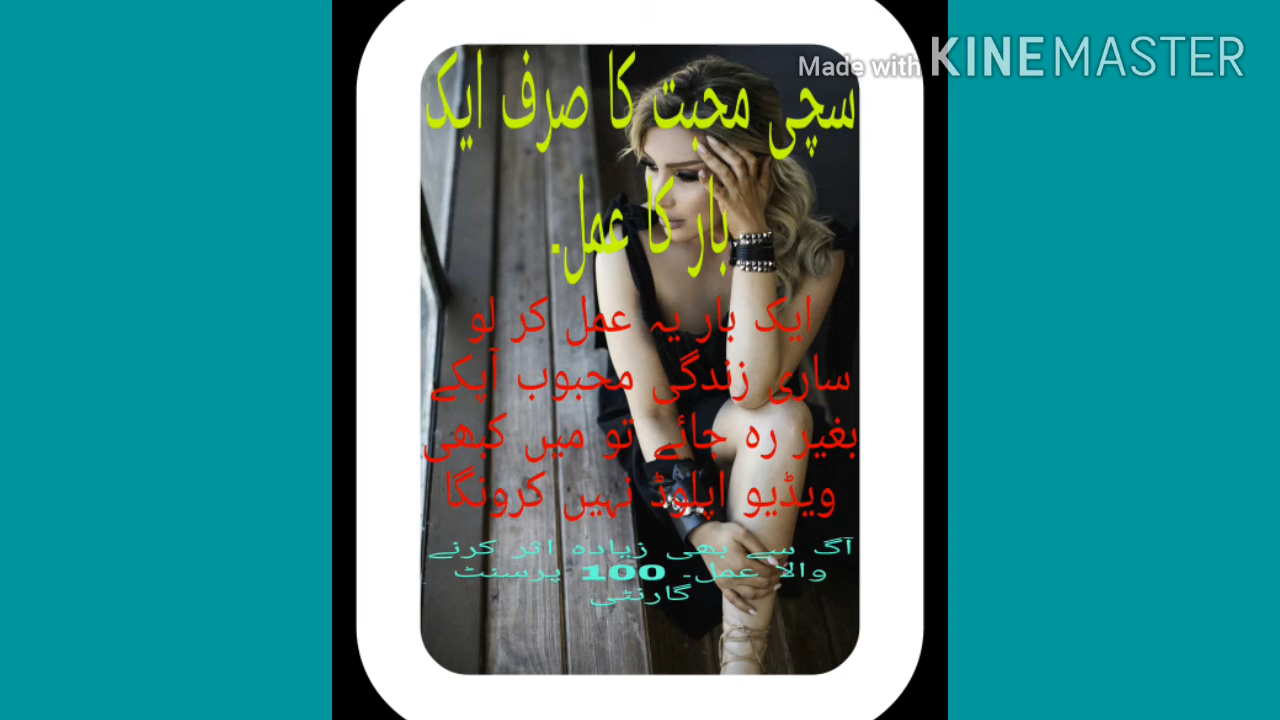 Made with KINEMASTER
سچی محبت کا صرف ایک
بار کا عمل۔
ایک بار یہ عمل کر لو
ساری زندگی محبوب آپکے
بغیر رہ جائے تو میں کبھی
ویڈیو اپلوڈ نہیں کرونگا
آگ سے بھی زیادہ اثر کرنے
والا عمل۔ 100 پرسنٹ
گارنٹی